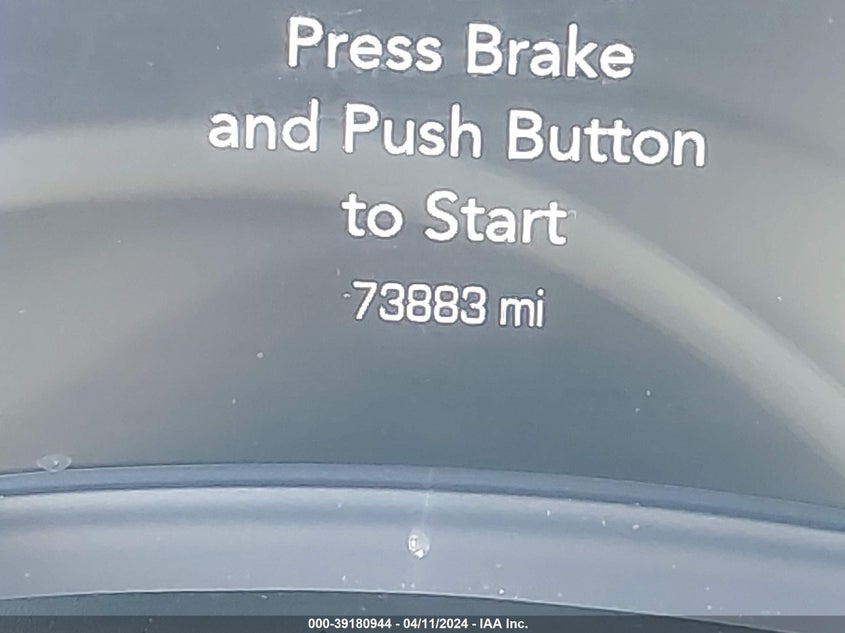 Press Brake
and Push Button
to Start
73883 mi
000-39180944 - 04/11/2024 - IAA Inc.